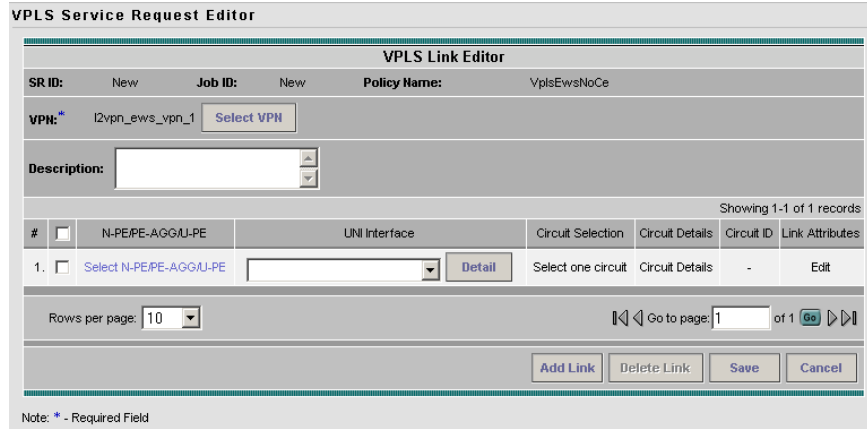 VPLS Service Request Editor
VPLS Link Editor
SR ID: New Job ID: New Policy Name: VplsEwsNoCe
VPN:* l2vpn_ews_vpn_1 Select VPN
Description:
Showing 1-1 of 1 records
# N-PE/PE-AGG/U-PE UNI Interface Circuit Selection Circuit Details Circuit ID Link Attributes
1. Select N-PE/PE-AGG/U-PE Detail Select one circuit Circuit Details - Edit
Rows per page: 10 Go to page: 1 of 1 Go
Add Link Delete Link Save Cancel
Note: * - Required Field